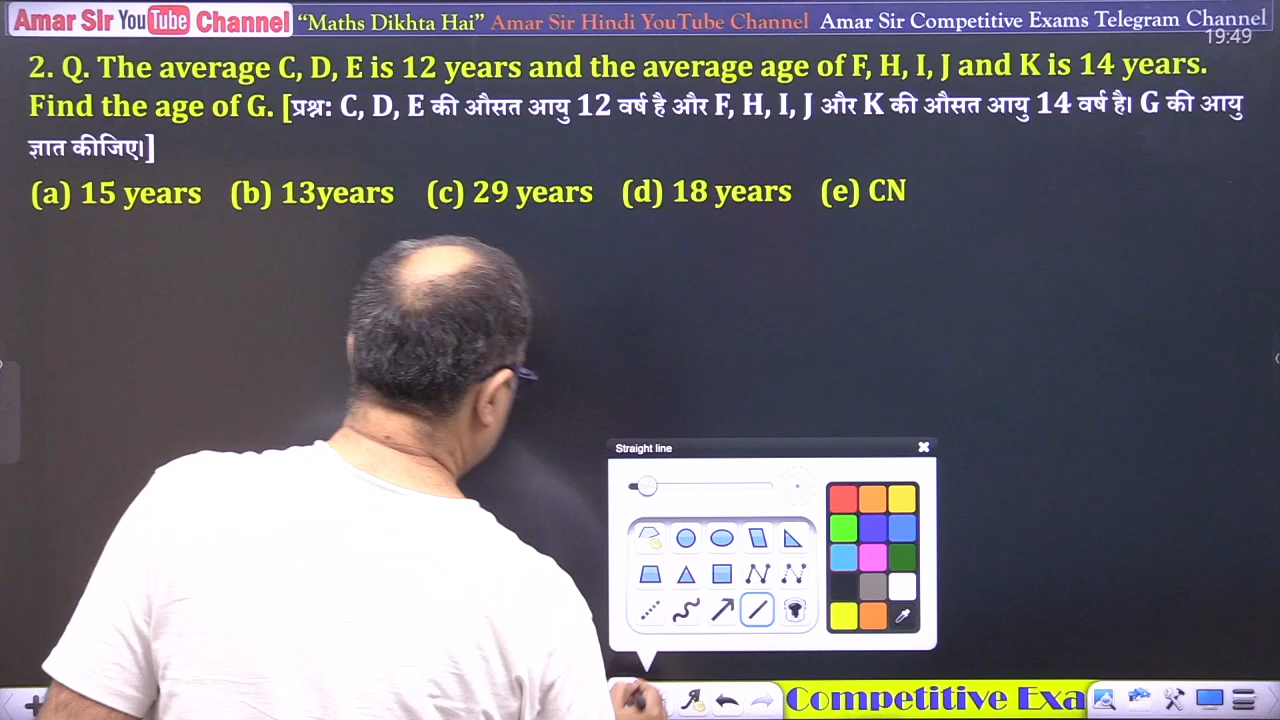 Amar SIr YouTube Channel “Maths Dikhta Hai” Amar Sir Hindi YouTube Channel Amar Sir Competitive Exams Telegram Channel
19:49
2. Q. The average C, D, E is 12 years and the average age of F, H, I, J and K is 14 years.
Find the age of G. [प्रश्न: C, D, E की औसत आयु 12 वर्ष है और F, H, I, J और K की औसत आयु 14 वर्ष है। G की आयु
ज्ञात कीजिए।]
(a) 15 years (b) 13years (c) 29 years (d) 18 years (e) CN
Straight line
Competitive Exa